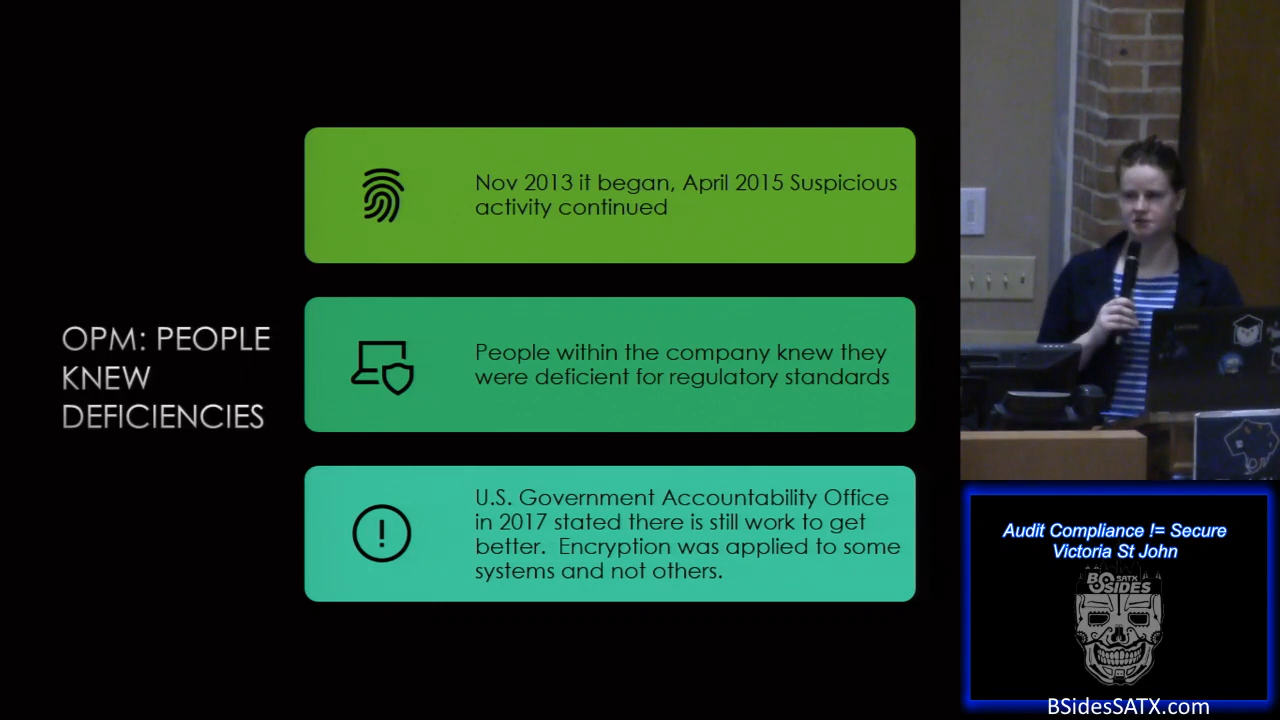 OPM: PEOPLE
KNEW
DEFICIENCIES
Nov 2013 it began, April 2015 Suspicious
activity continued
People within the company knew they
were deficient for regulatory standards
U.S. Government Accountability Office
in 2017 stated there is still work to get
better.  Encryption was applied to some
systems and not others.
Audit Compliance != Secure
Victoria St John
BSIDES
SATX
BSidesSATX.com